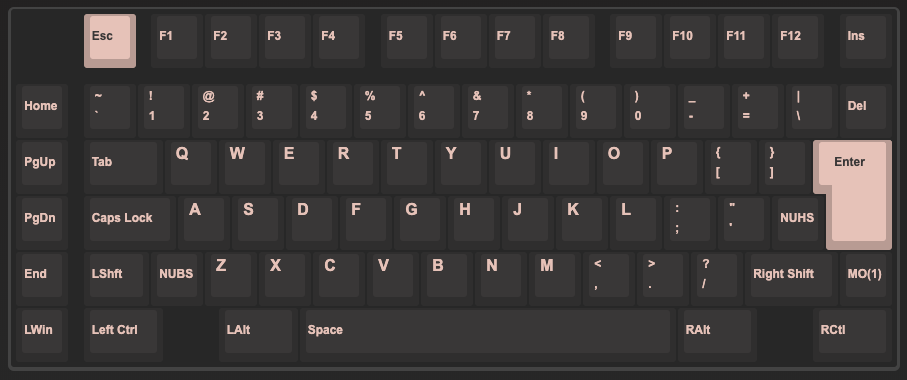 Esc F1 F2 F3 F4 F5 F6 F7 F8 F9 F10 F11 F12 Ins
~ ! @ # $ % ^ & * ( ) _ + |
Home ` 1 2 3 4 5 6 7 8 9 0 - = \ Del
PgUp Tab Q W E R T Y U I O P { } Enter
[ ]
PgDn Caps Lock A S D F G H J K L : " NUHS
; '
End LShft NUBS Z X C V B N M < > ? Right Shift MO(1)
, . /
LWin Left Ctrl LAlt Space RAlt RCtl